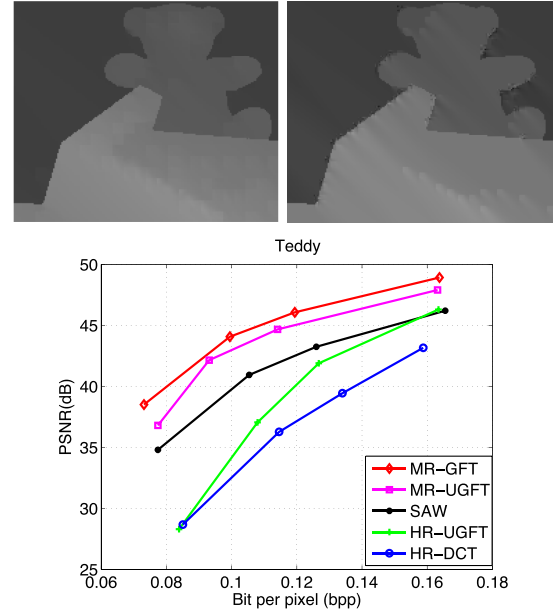 Teddy
50
45
40
35
30
25
PSNR(dB)
0.06 0.08 0.1 0.12 0.14 0.16 0.18
Bit per pixel (bpp)
MR−GFT
MR−UGFT
SAW
HR−UGFT
HR−DCT